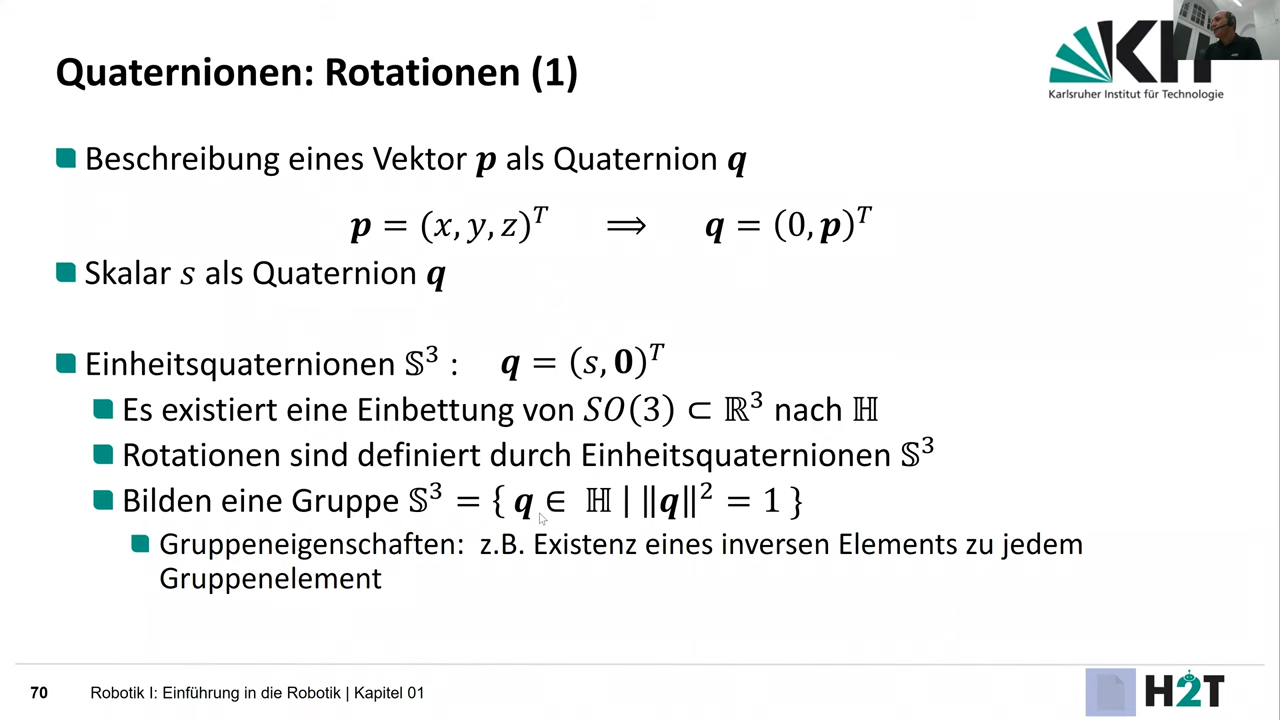 Quaternionen: Rotationen (1)
KIT
Karlsruher Institut für Technologie
Beschreibung eines Vektor p als Quaternion q
p = (x, y, z)^T ⟹ q = (0, p)^T
Skalar s als Quaternion q
Einheitsquaternionen 𝕊³ : q = (s, 0)^T
Es existiert eine Einbettung von SO(3) ⊂ ℝ³ nach ℍ
Rotationen sind definiert durch Einheitsquaternionen 𝕊³
Bilden eine Gruppe 𝕊³ = { q ∈ ℍ | ‖q‖² = 1 }
Gruppeneigenschaften: z.B. Existenz eines inversen Elements zu jedem
Gruppenelement
70 Robotik I: Einführung in die Robotik | Kapitel 01
H2T